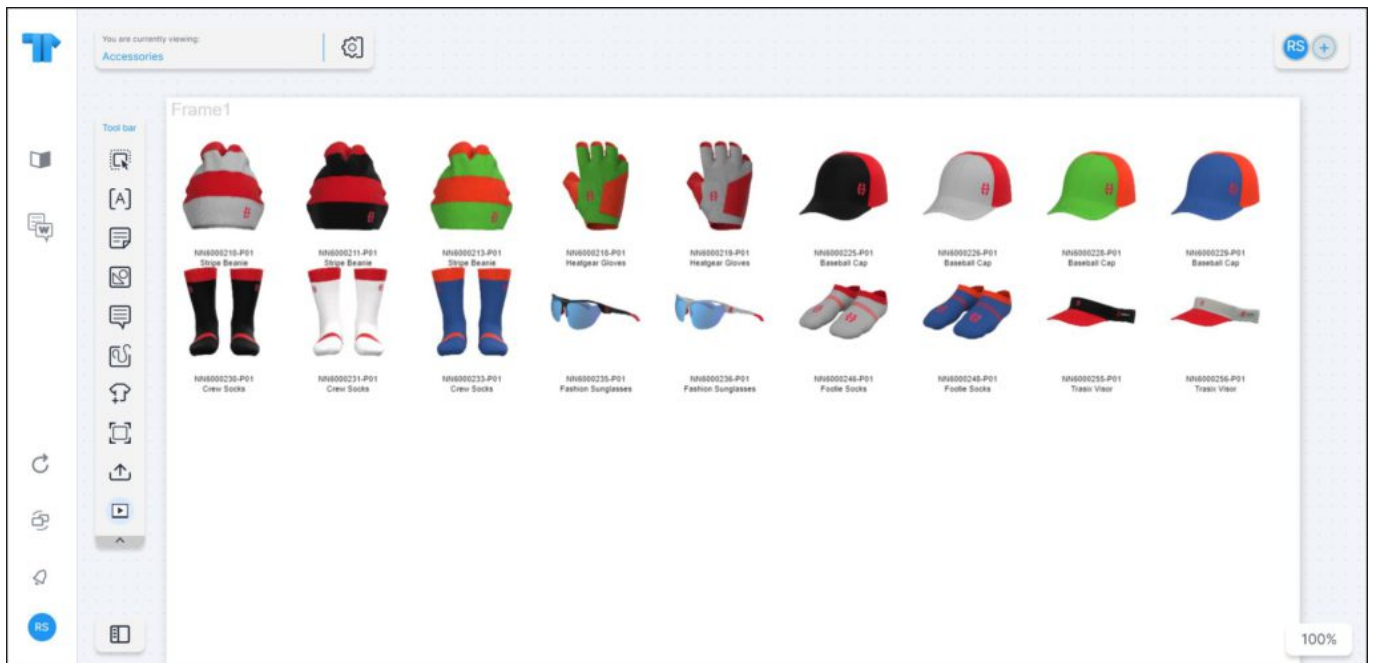 You are currently viewing:
Accessories
RS
Frame1
Tool bar
A
W
NN6000210-P01
Stripe Beanie
NN6000211-P01
Stripe Beanie
NN6000213-P01
Stripe Beanie
NN6000218-P01
Heatgear Gloves
NN6000219-P01
Heatgear Gloves
NN6000225-P01
Baseball Cap
NN6000226-P01
Baseball Cap
NN6000228-P01
Baseball Cap
NN6000229-P01
Baseball Cap
NN6000230-P01
Crew Socks
NN6000231-P01
Crew Socks
NN6000233-P01
Crew Socks
NN6000235-P01
Fashion Sunglasses
NN6000236-P01
Fashion Sunglasses
NN6000246-P01
Footie Socks
NN6000248-P01
Footie Socks
NN6000255-P01
Trasix Visor
NN6000256-P01
Trasix Visor
RS
100%